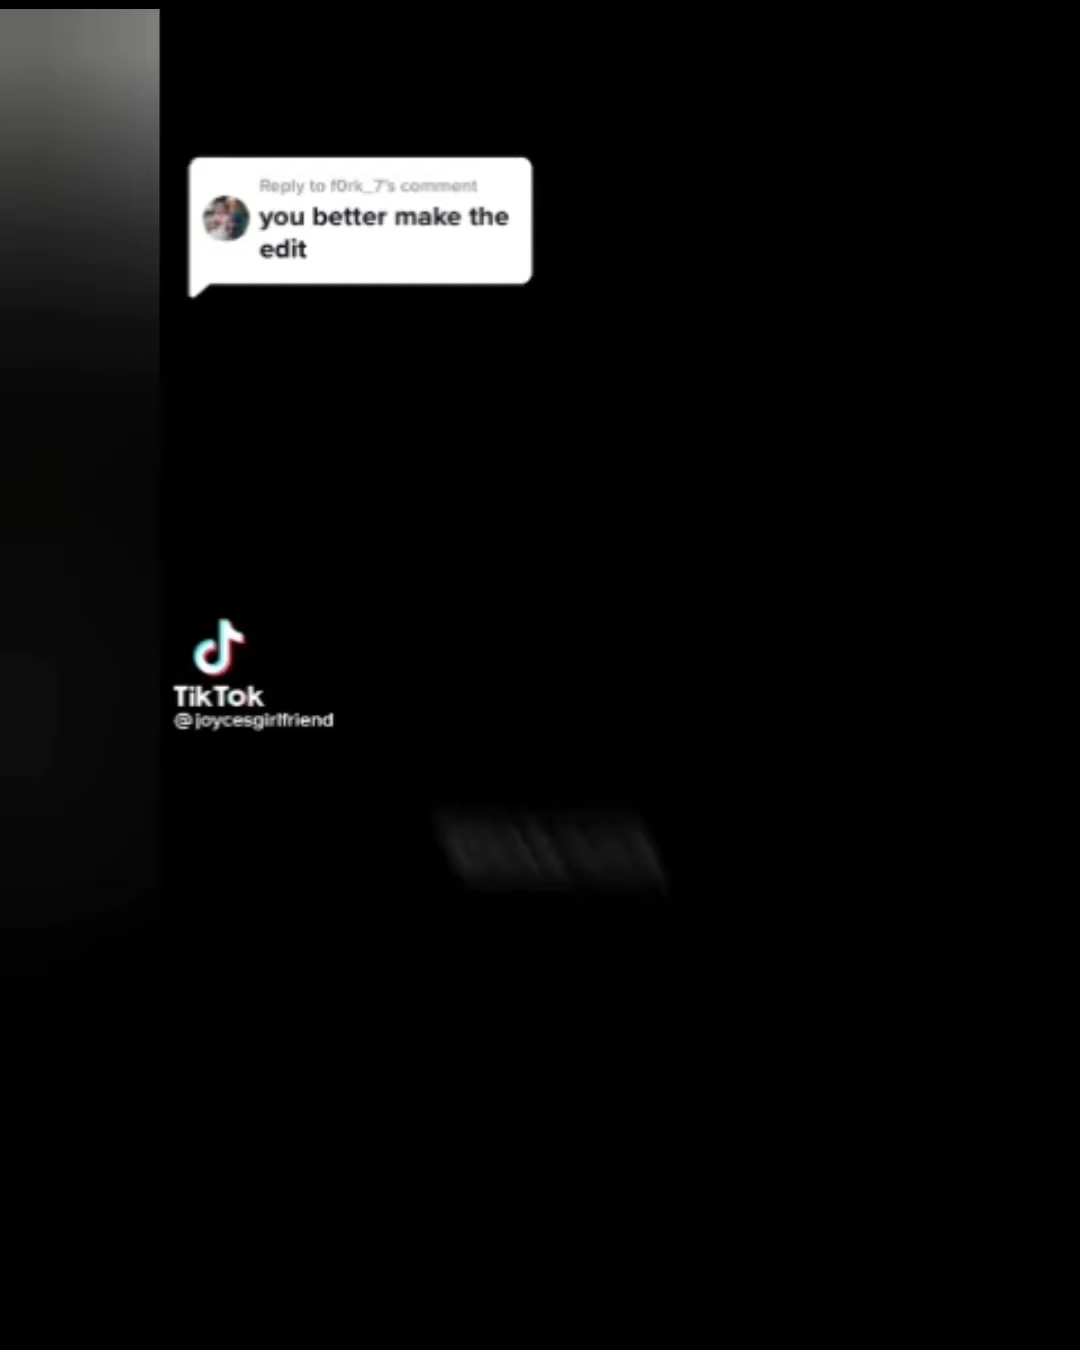 Reply to f0rk_7's comment
you better make the
edit
TikTok
@joycesgirlfriend